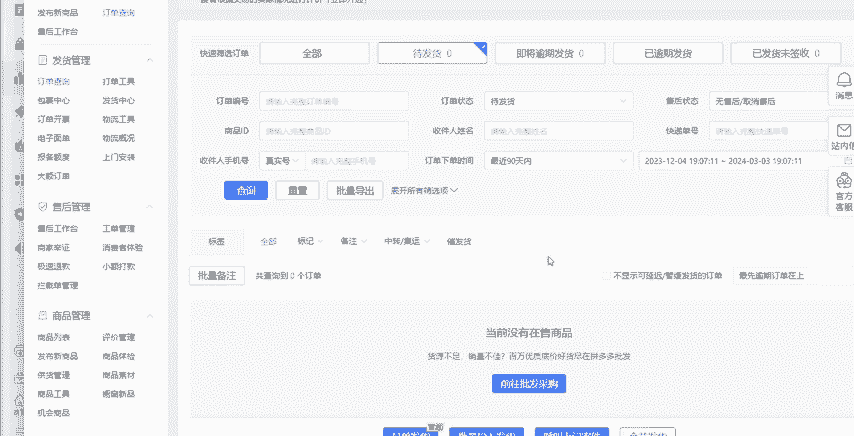 发布新商品 订单查询
售后工作台
发货管理
订单查询 打单工具
包裹中心 发货中心
订单开票 物流工具
电子面单 物流概况
报备额度 上门安装
大额订单
售后管理
售后工作台 工单管理
商家举证 消费者体验
极速退款 小额打款
拦截单管理
商品管理
商品列表 评价管理
发布新商品 商品体检
供货管理 商品素材
商品工具
机会商品
快速筛选订单 全部 待发货 0 即将逾期发货 0 已逾期发货 已发货未签收 0
订单编号 请输入完整订单编号 订单状态 待发货 售后状态 无售后/取消售后
商品ID 请输入完整商品ID 收件人姓名 请输入完整姓名 快递单号 请输入完整快递单号
收件人手机号 真实号 请输入完整手机号 订单下单时间 最近90天内 2023-12-04 19:07:11 ~ 2024-03-03 19:07:11
查询 重置 批量导出 展开所有筛选项
标签 全部 标记 备注 中转/集运 催发货
批量备注 共查询到 0 个订单 不显示可延迟/暂缓发货的订单 最先逾期订单在上
当前没有在售商品
货源不足,销量不佳?百万优质底价好货尽在拼多多批发
前往批发采购
消息
站内信
官方
客服